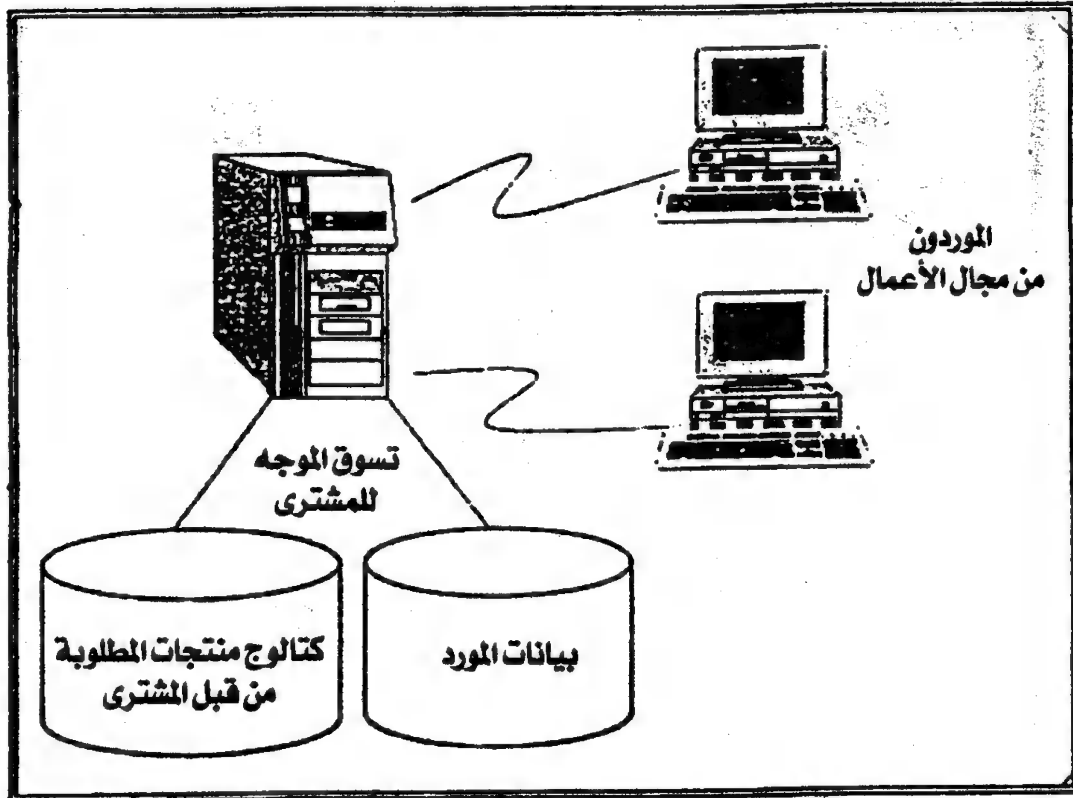 الموردون
من مجال الأعمال
تسوق الموجه
للمشترى
كتالوج منتجات المطلوبة
من قبل المشترى
بيانات المورد